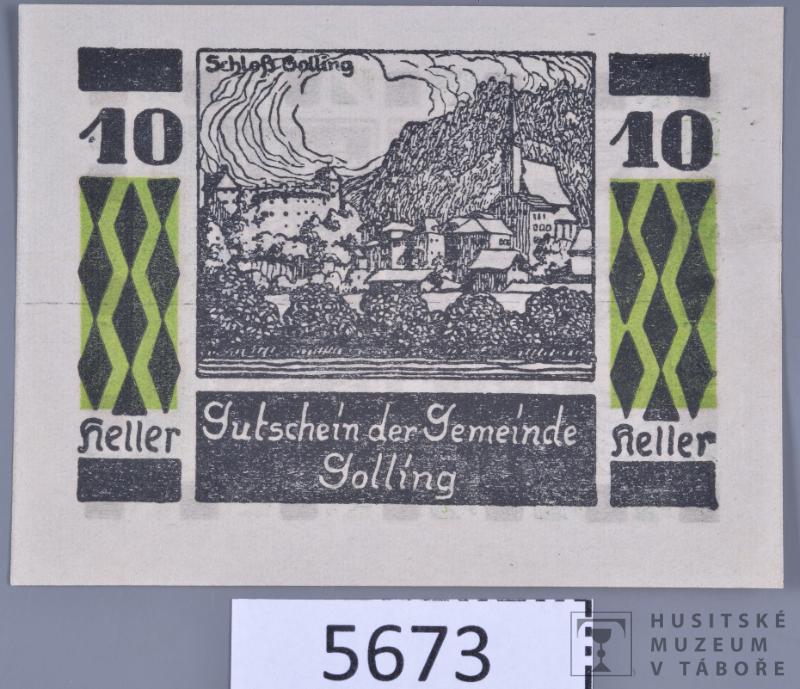 Schloß Golling
10
10
Heller
Heller
Gutschein der Gemeinde
Golling
5673
HUSITSKÉ
MUZEUM
V TÁBOŘE